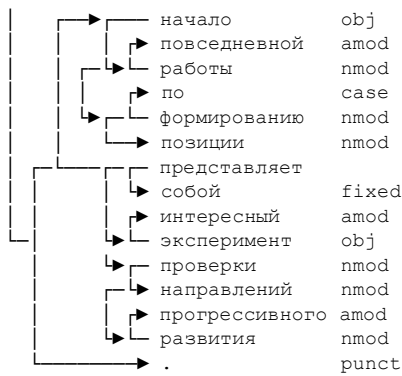 начало obj
повседневной amod
работы nmod
по case
формированию nmod
позиции nmod
представляет
собой fixed
интересный amod
эксперимент obj
проверки nmod
направлений nmod
прогрессивного amod
развития nmod
. punct